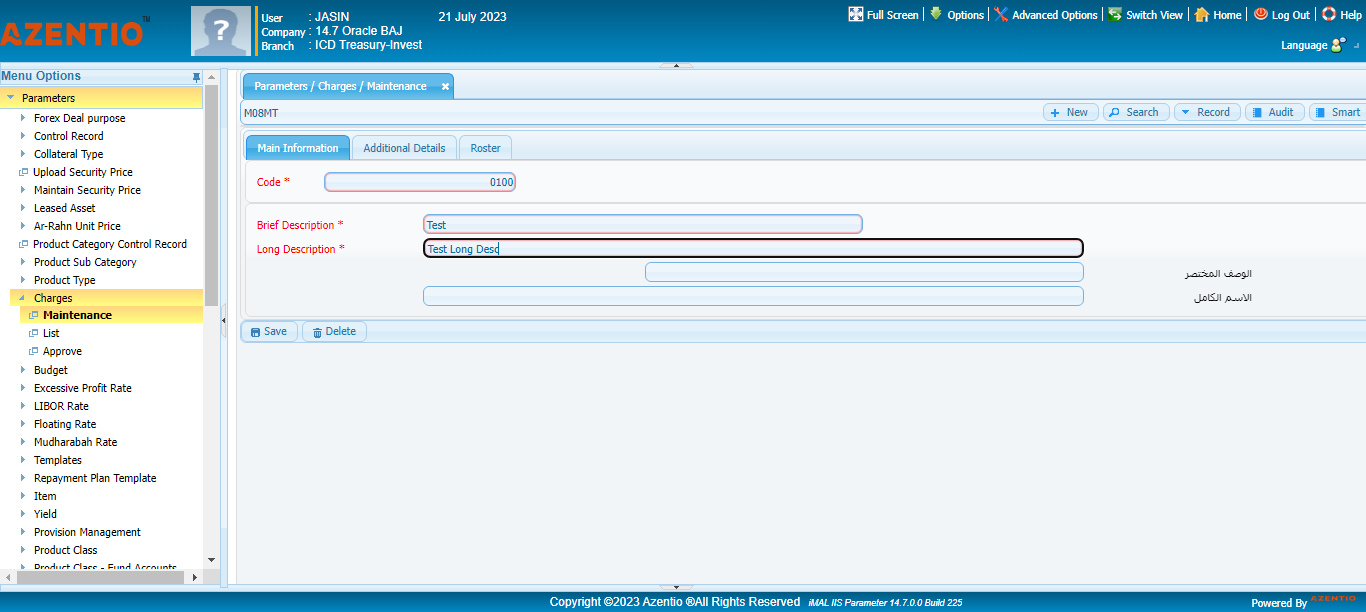 AZENTIO™
?
User : JASIN 21 July 2023
Company : 14.7 Oracle BAJ
Branch : ICD Treasury-Invest
Full Screen | Options | Advanced Options | Switch View | Home | Log Out | Help
Language
Menu Options
Parameters
Forex Deal purpose
Control Record
Collateral Type
Upload Security Price
Maintain Security Price
Leased Asset
Ar-Rahn Unit Price
Product Category Control Record
Product Sub Category
Product Type
Charges
Maintenance
List
Approve
Budget
Excessive Profit Rate
LIBOR Rate
Floating Rate
Mudharabah Rate
Templates
Repayment Plan Template
Item
Yield
Provision Management
Product Class
Product Class - Fund Accounts
Parameters / Charges / Maintenance
M08MT
New Search Record Audit Smart
Main Information Additional Details Roster
Code * 0100
Brief Description * Test
Long Description * Test Long Desc
الوصف المختصر
الاسم الكامل
Save Delete
Copyright ©2023 Azentio ®All Rights Reserved iMAL IIS Parameter 14.7.0.0 Build 225
Powered By AZENTIO